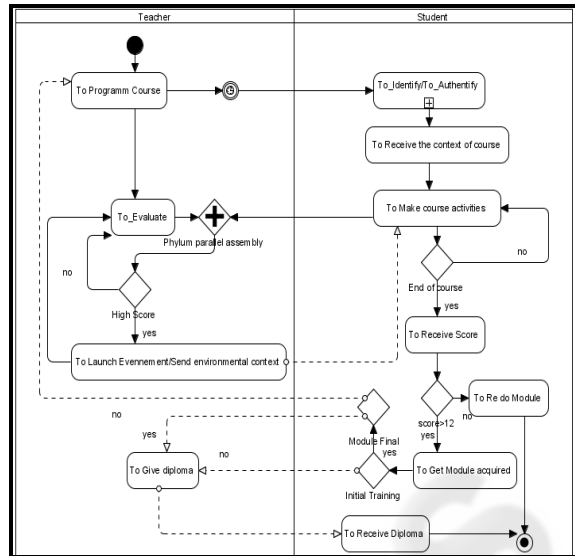 Teacher
Student
To Programm Course
To_Identify/To_Authentify
To Receive the context of course
To_Evaluate
To Make course activities
Phylum parallel assembly
no
no
End of course
High Score
yes
yes
To Receive Score
To Launch Evennement/Send environmental context
To Re do Module
no
score>12
no
yes
yes
Module Final
yes
no
To Give diploma
To Get Module acquired
Initial Training
To Receive Diploma